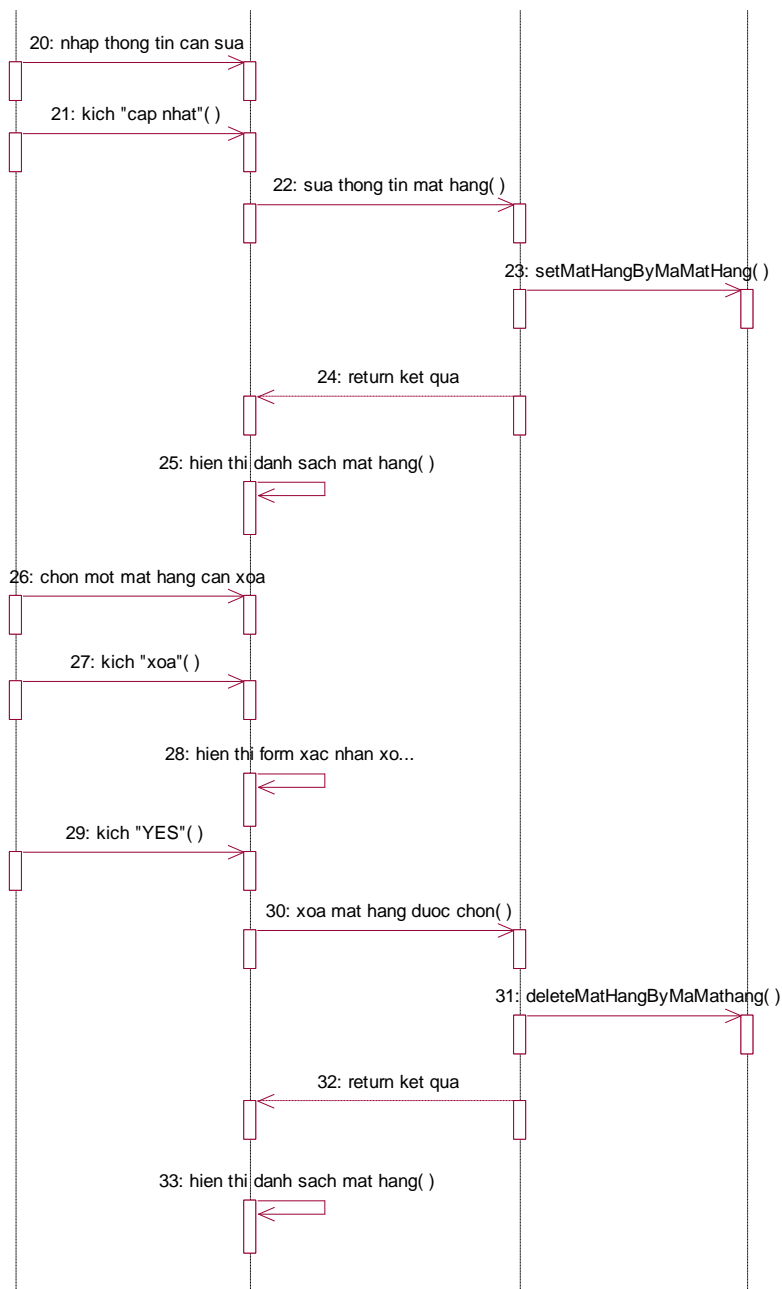 20: nhap thong tin can sua
21: kich "cap nhat"( )
22: sua thong tin mat hang( )
23: setMatHangByMaMatHang( )
24: return ket qua
25: hien thi danh sach mat hang( )
26: chon mot mat hang can xoa
27: kich "xoa"( )
28: hien thi form xac nhan xo...
29: kich "YES"( )
30: xoa mat hang duoc chon( )
31: deleteMatHangByMaMathang( )
32: return ket qua
33: hien thi danh sach mat hang( )